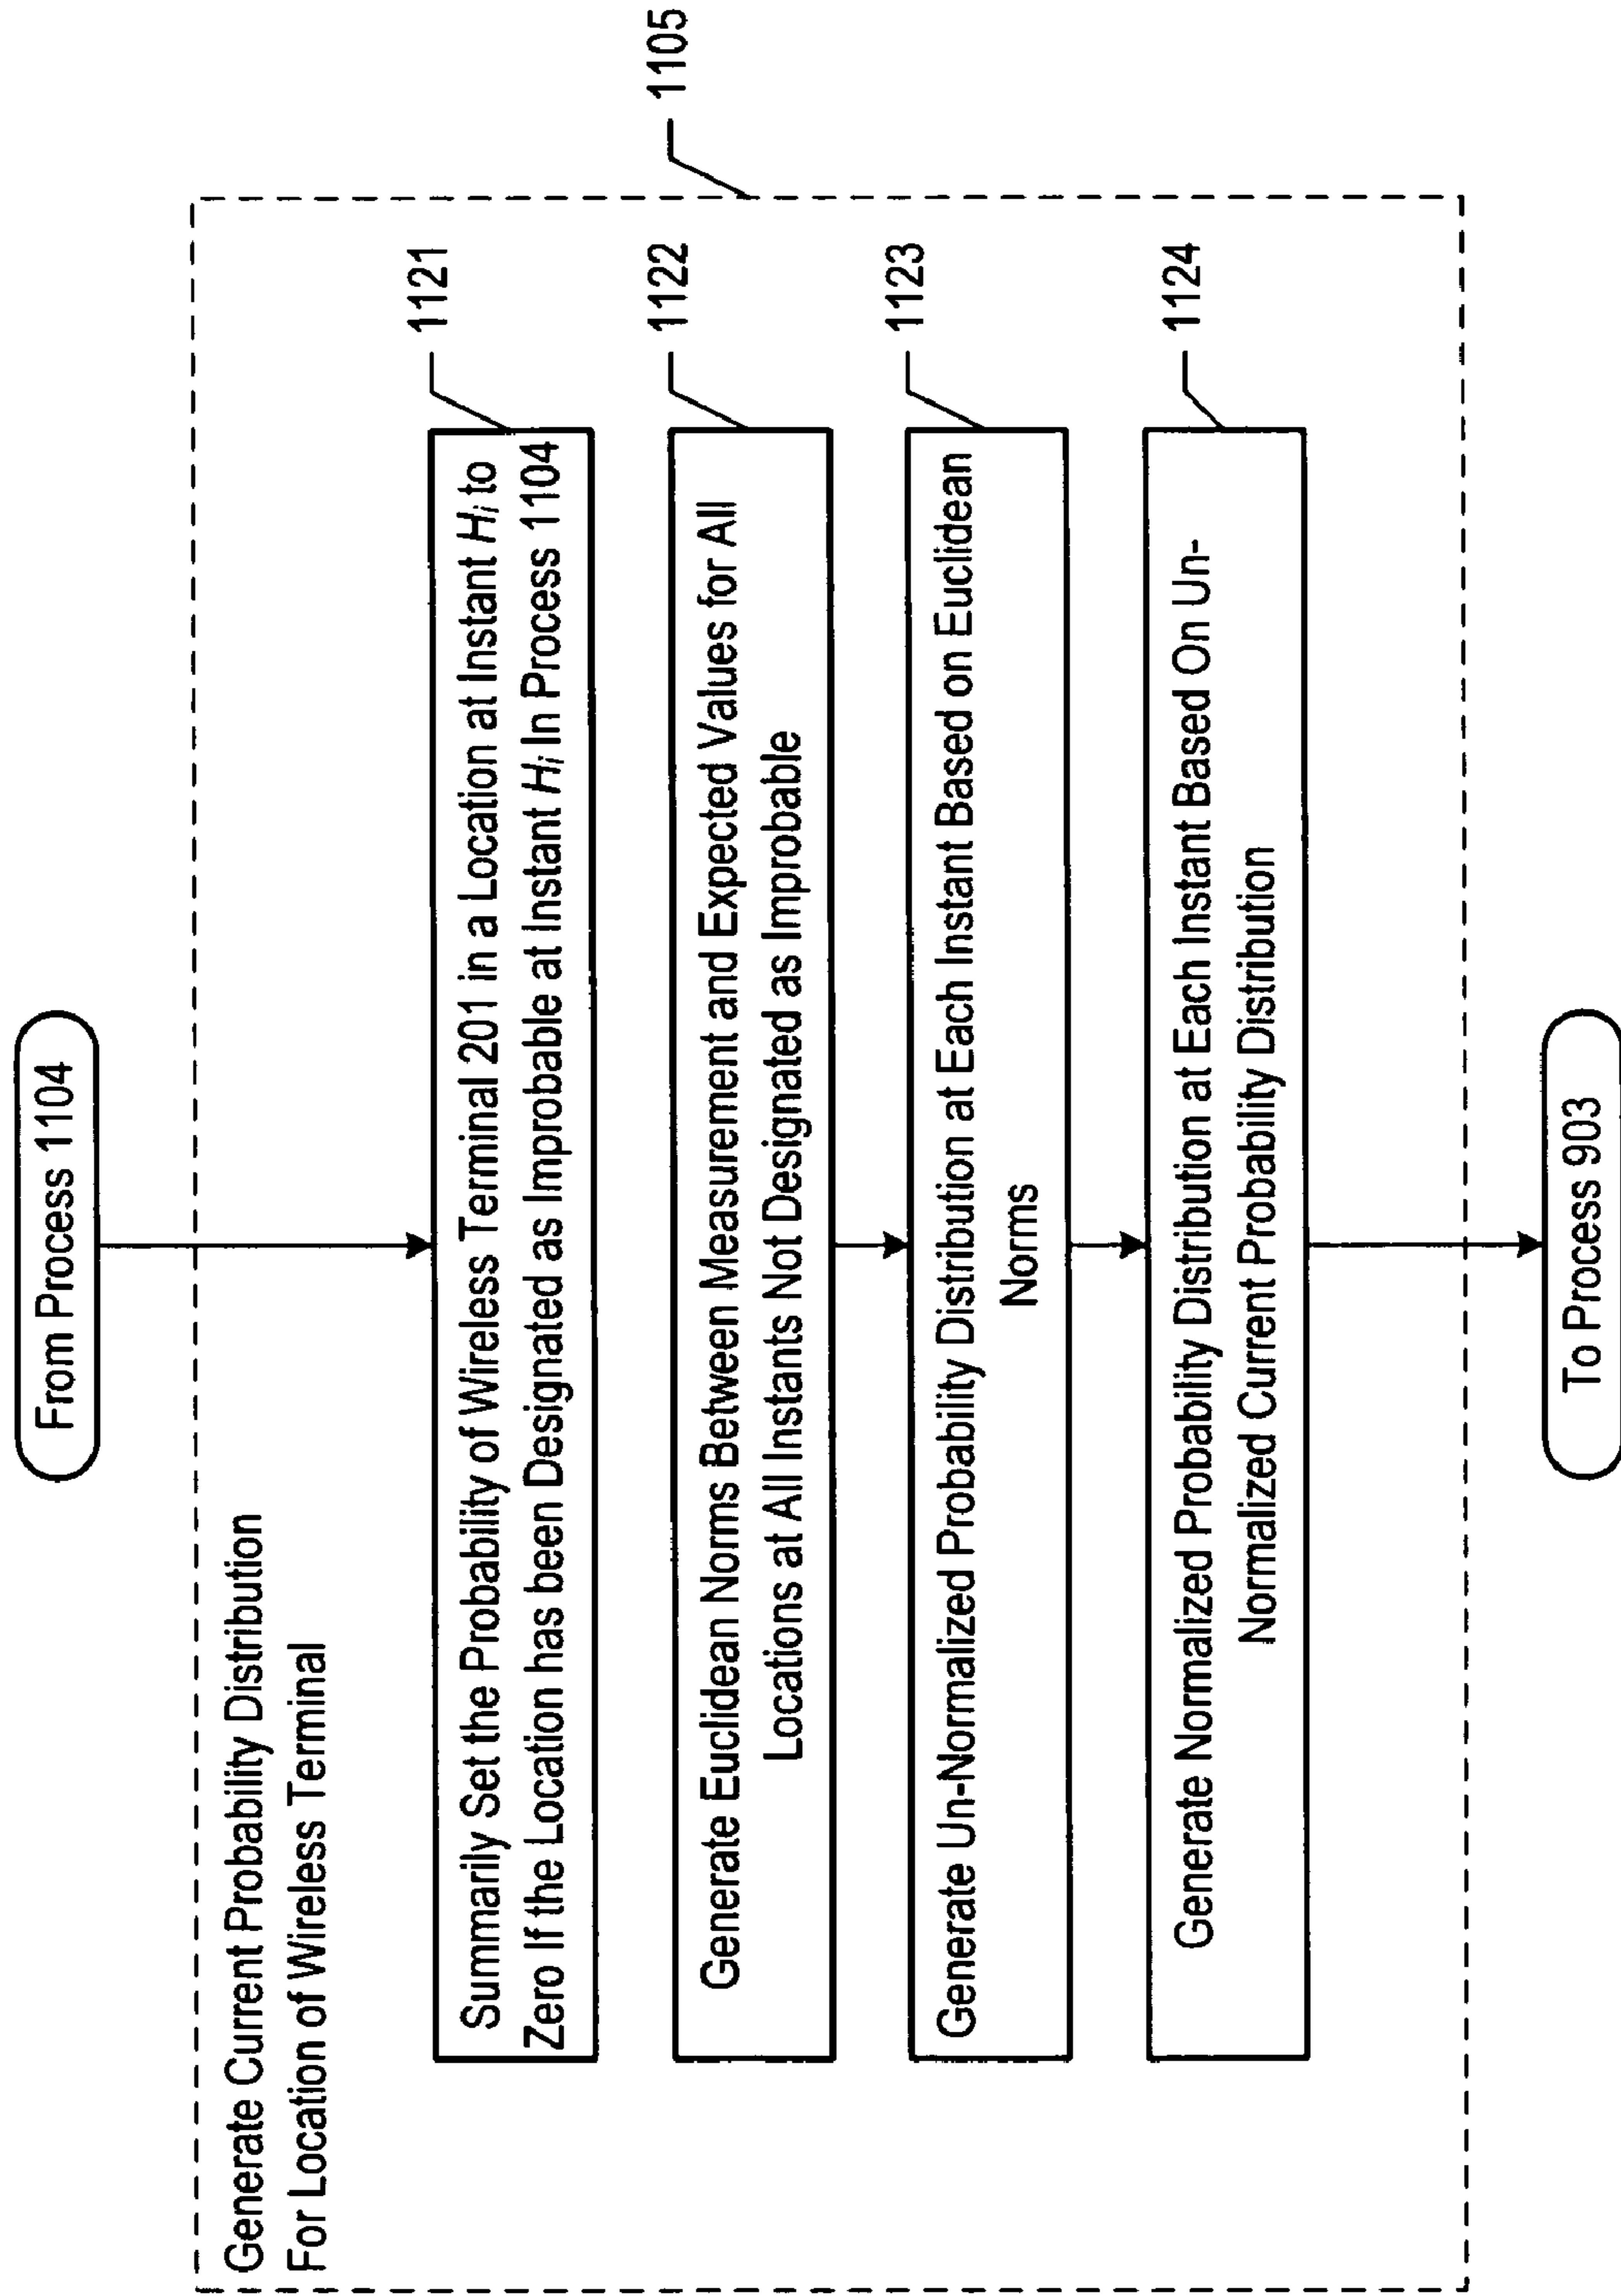 From Process 1104
Generate Current Probability Distribution
For Location of Wireless Terminal
1105
Summarily Set the Probability of Wireless Terminal 201 in a Location at Instant Hi to
Zero If the Location has been Designated as Improbable at Instant Hi In Process 1104
1121
Generate Euclidean Norms Between Measurement and Expected Values for All
Locations at All Instants Not Designated as Improbable
1122
Generate Un-Normalized Probability Distribution at Each Instant Based on Euclidean
Norms
1123
Generate Normalized Probability Distribution at Each Instant Based On Un-
Normalized Current Probability Distribution
1124
To Process 903